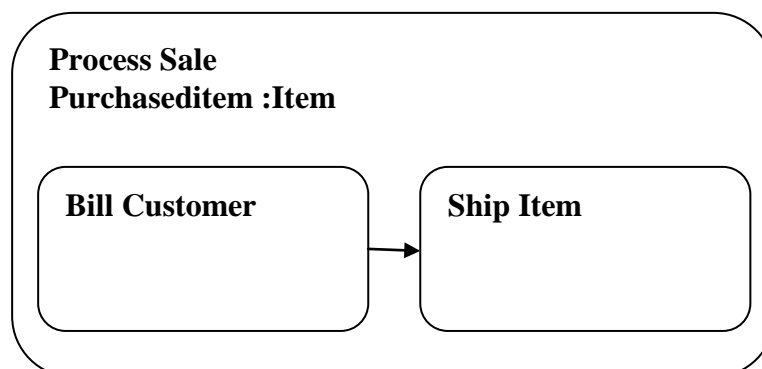 Process Sale
Purchaseditem :Item
Bill Customer
Ship Item